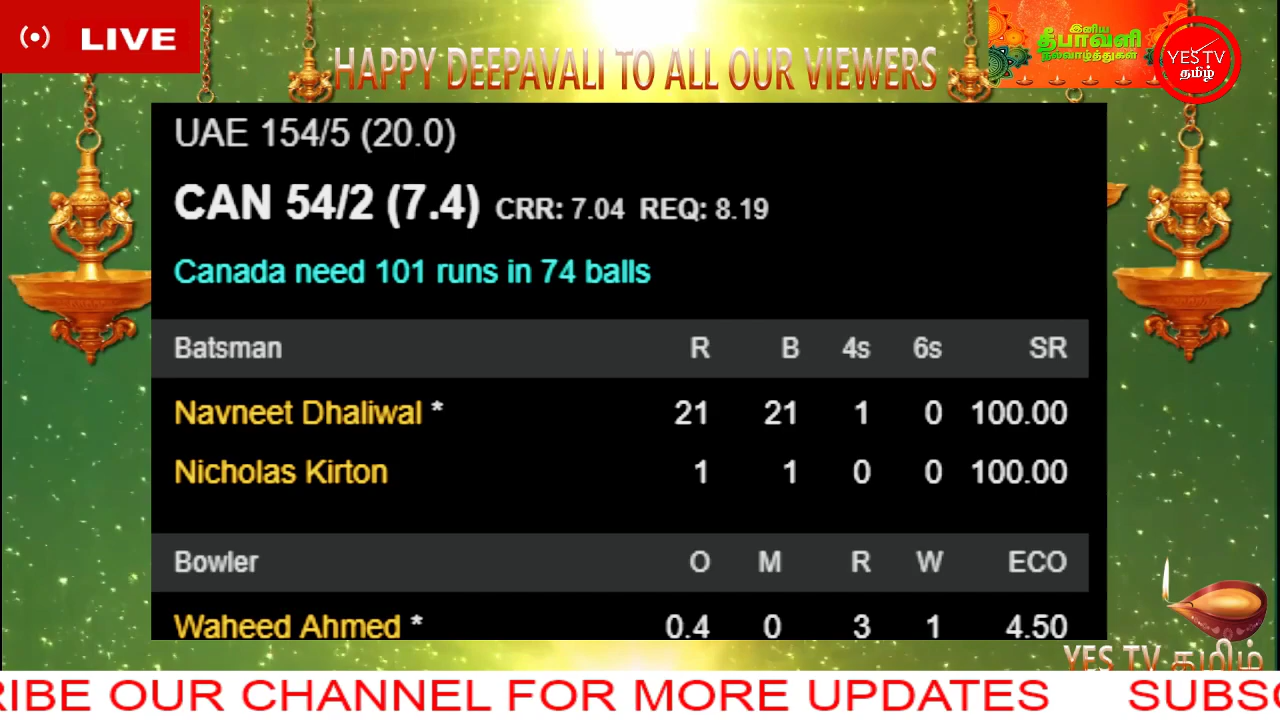 LIVE
HAPPY DEEPAVALI TO ALL OUR VIEWERS
இனிய
தீபாவளி
நல்வாழ்த்துகள்
YES TV
தமிழ்
UAE 154/5 (20.0)
CAN 54/2 (7.4) CRR: 7.04 REQ: 8.19
Canada need 101 runs in 74 balls
Batsman R B 4s 6s SR
Navneet Dhaliwal * 21 21 1 0 100.00
Nicholas Kirton 1 1 0 0 100.00
Bowler O M R W ECO
Waheed Ahmed * 0.4 0 3 1 4.50
YES TV தமிழ்
RIBE OUR CHANNEL FOR MORE UPDATES SUBSC